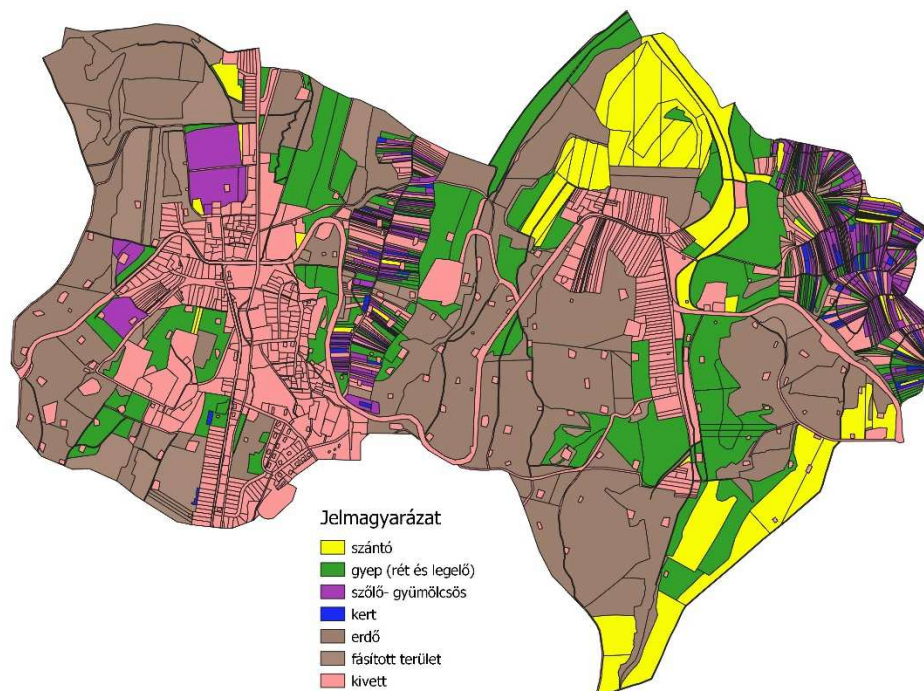 Jelmagyarázat
szántó
gyep (rét és legelő)
szőlő- gyümölcsös
kert
erdő
fásított terület
kivett